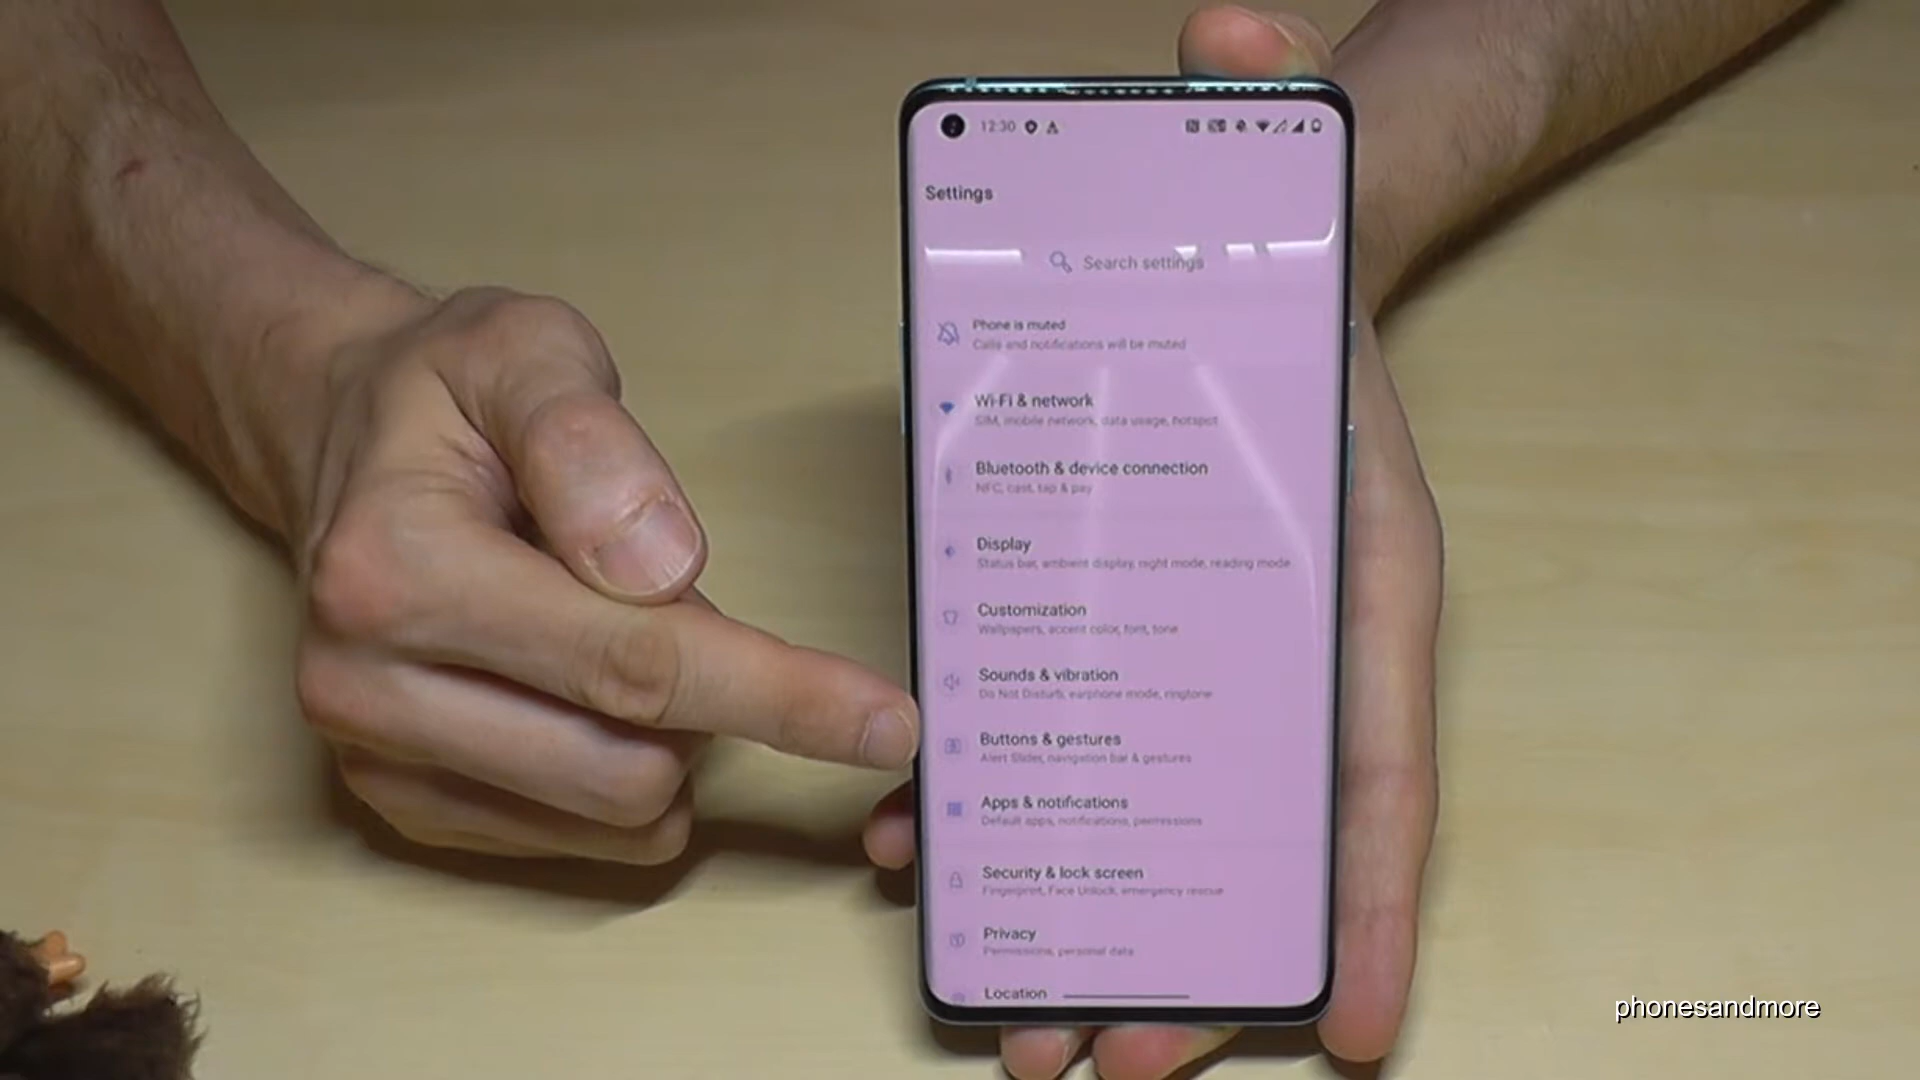 12:30
Settings
Search settings
Phone is muted
Calls and notifications will be muted
Wi-Fi & network
SIM, mobile network, data usage, hotspot
Bluetooth & device connection
NFC, cast, tap & pay
Display
Status bar, ambient display, night mode, reading mode
Customization
Wallpapers, accent color, font, tone
Sounds & vibration
Do Not Disturb, earphone mode, ringtone
Buttons & gestures
Alert Slider, navigation bar & gestures
Apps & notifications
Default apps, notifications, permissions
Security & lock screen
Fingerprint, Face Unlock, emergency rescue
Privacy
Permissions, personal data
Location
phonesandmore